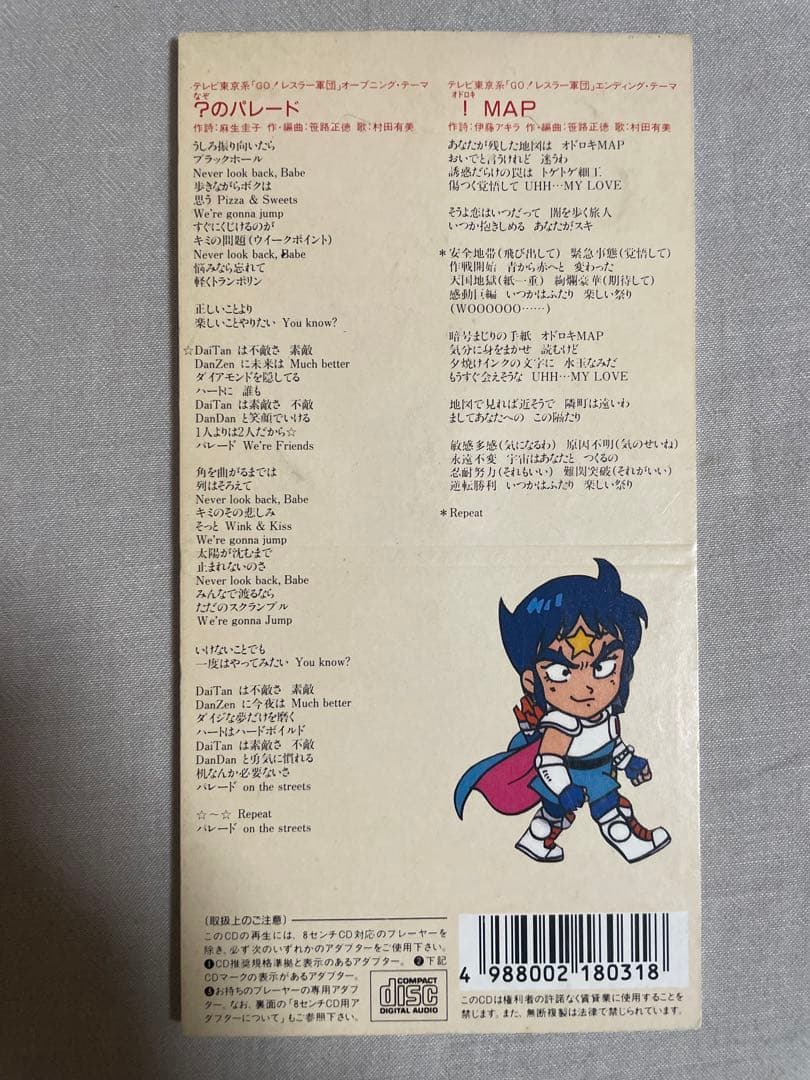 テレビ東京系「GO！レスラー軍団」オープニング・テーマ
なぞ
？のパレード
作詩：麻生圭子 作・編曲：笹路正徳 歌：村田有美
うしろ振り向いたら
ブラックホール
Never look back, Babe
歩きながらボクは
思う Pizza & Sweets
We're gonna jump
すぐにくじけるのが
キミの問題（ウイークポイント）
Never look back, Babe
悩みなら忘れて
軽くトランポリン
正しいことより
楽しいことやりたい You know?
☆DaiTan は不敵さ 素敵
DanZen に未来は Much better
ダイアモンドを隠してる
ハートに 誰も
DaiTan は素敵さ 不敵
DanDan と笑顔でいける
1人よりは2人だから☆
パレード We're Friends
角を曲がるまでは
列はそろえて
Never look back, Babe
キミのその悲しみ
そっと Wink & Kiss
We're gonna jump
太陽が沈むまで
止まれないのさ
Never look back, Babe
みんなで渡るなら
ただのスクランブル
We're gonna Jump
いけないことでも
一度はやってみたい You know?
DaiTan は不敵さ 素敵
DanZen に今夜は Much better
ダイジな夢だけを磨く
ハートはハードボイルド
DaiTan は素敵さ 不敵
DanDan と勇気に慣れる
机なんか必要ないさ
パレード on the streets
☆～☆ Repeat
パレード on the streets
テレビ東京系「GO！レスラー軍団」エンディング・テーマ
オドロキ
！ MAP
作詩：伊藤アキラ 作・編曲：笹路正徳 歌：村田有美
あなたが残した地図は オドロキMAP
おいでと言うけれど 迷うわ
誘惑だらけの罠は トゲトゲ細工
傷つく覚悟して UHH…MY LOVE
そうよ恋はいつだって 闇を歩く旅人
いつか抱きしめる あなたがスキ
＊安全地帯（飛び出して） 緊急事態（覚悟して）
作戦開始 青から赤へと 変わった
天国地獄（紙一重） 絢爛豪華（期待して）
感動巨編 いつかはふたり 楽しい祭り
（WOOOOOO……）
暗号まじりの手紙 オドロキMAP
気分に身をまかせ 読むけど
夕焼けインクの文字に 水玉なみだ
もうすぐ会えそうな UHH…MY LOVE
地図で見れば近そうで 隣町は遠いわ
ましてあなたへの この隔たり
敏感多感（気になるわ） 原因不明（気のせいね）
永遠不変 宇宙はあなたと つくるの
忍耐努力（それもいい） 難関突破（それがいい）
逆転勝利 いつかはふたり 楽しい祭り
＊Repeat
（取扱上のご注意）
このCDの再生には、8センチCD対応のプレーヤーを
除き、必ず次のいずれかのアダプターをご使用下さい。
❶CD推奨規格準拠と表示のあるアダプター。❷下記
CDマークの表示があるアダプター。
❸お持ちのプレーヤーの専用アダプ
ター。なお、裏面の「8センチCD用ア
ダプターについて」もご参照下さい。
COMPACT
disc
DIGITAL AUDIO
4 988002 180318
このCDは権利者の許諾なく賃貸業に使用することを
禁じます。また、無断複製は法律で禁じられています。